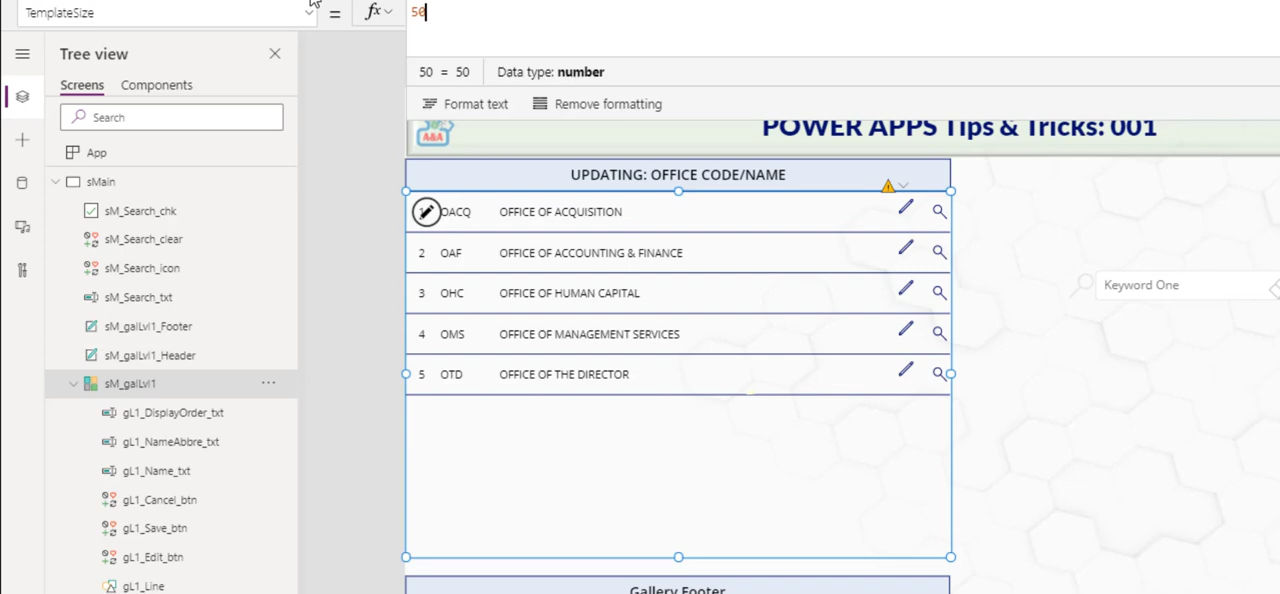 TemplateSize
=
fx
50
Tree view
50 = 50
Data type: number
Screens
Components
Format text
Remove formatting
Search
A&A
POWER APPS Tips & Tricks: 001
App
UPDATING: OFFICE CODE/NAME
sMain
sM_Search_chk
OACQ
OFFICE OF ACQUISITION
sM_Search_clear
2
OAF
OFFICE OF ACCOUNTING & FINANCE
sM_Search_icon
Keyword One
sM_Search_txt
3
OHC
OFFICE OF HUMAN CAPITAL
sM_galLvl1_Footer
4
OMS
OFFICE OF MANAGEMENT SERVICES
sM_galLvl1_Header
5
OTD
OFFICE OF THE DIRECTOR
sM_galLvl1
gL1_DisplayOrder_txt
gL1_NameAbbre_txt
gL1_Name_txt
gL1_Cancel_btn
gL1_Save_btn
gL1_Edit_btn
gL1_Line
Gallery Footer